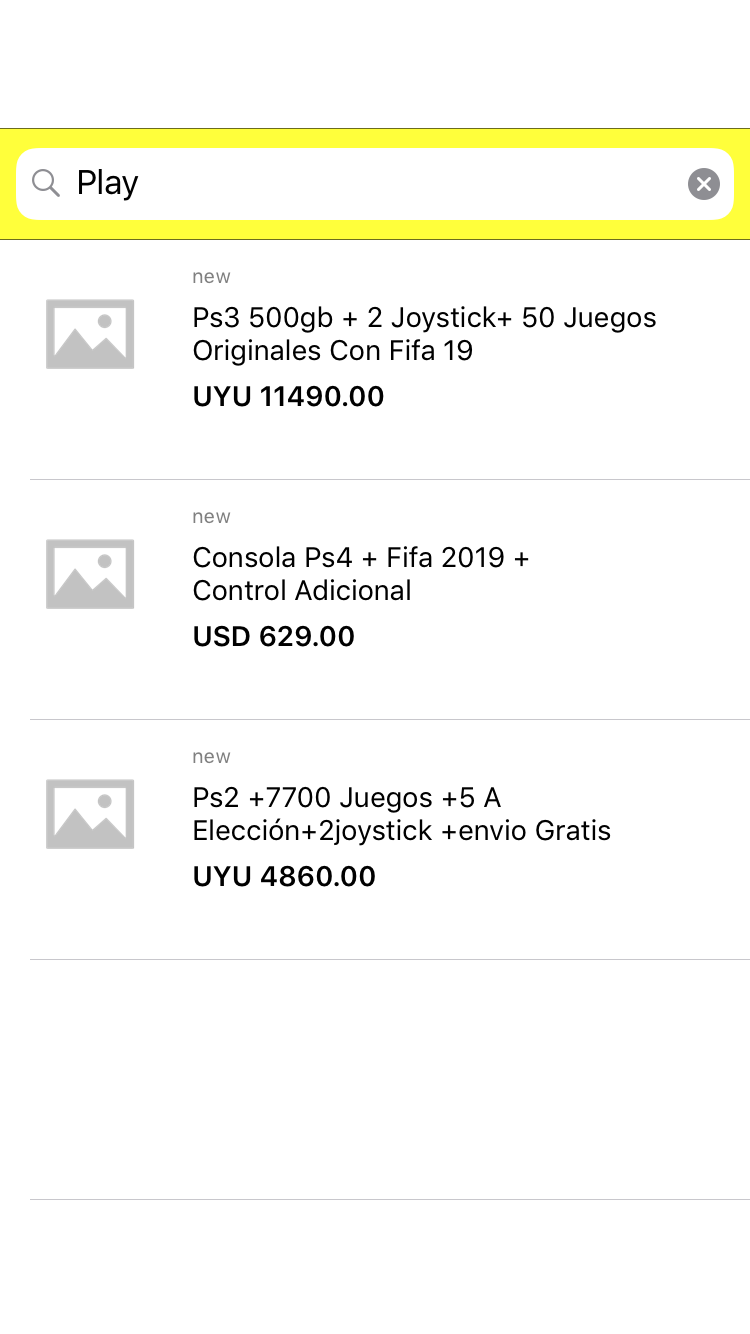 Play
new
Ps3 500gb + 2 Joystick+ 50 Juegos
Originales Con Fifa 19
UYU 11490.00
new
Consola Ps4 + Fifa 2019 +
Control Adicional
USD 629.00
new
Ps2 +7700 Juegos +5 A
Elección+2joystick +envio Gratis
UYU 4860.00